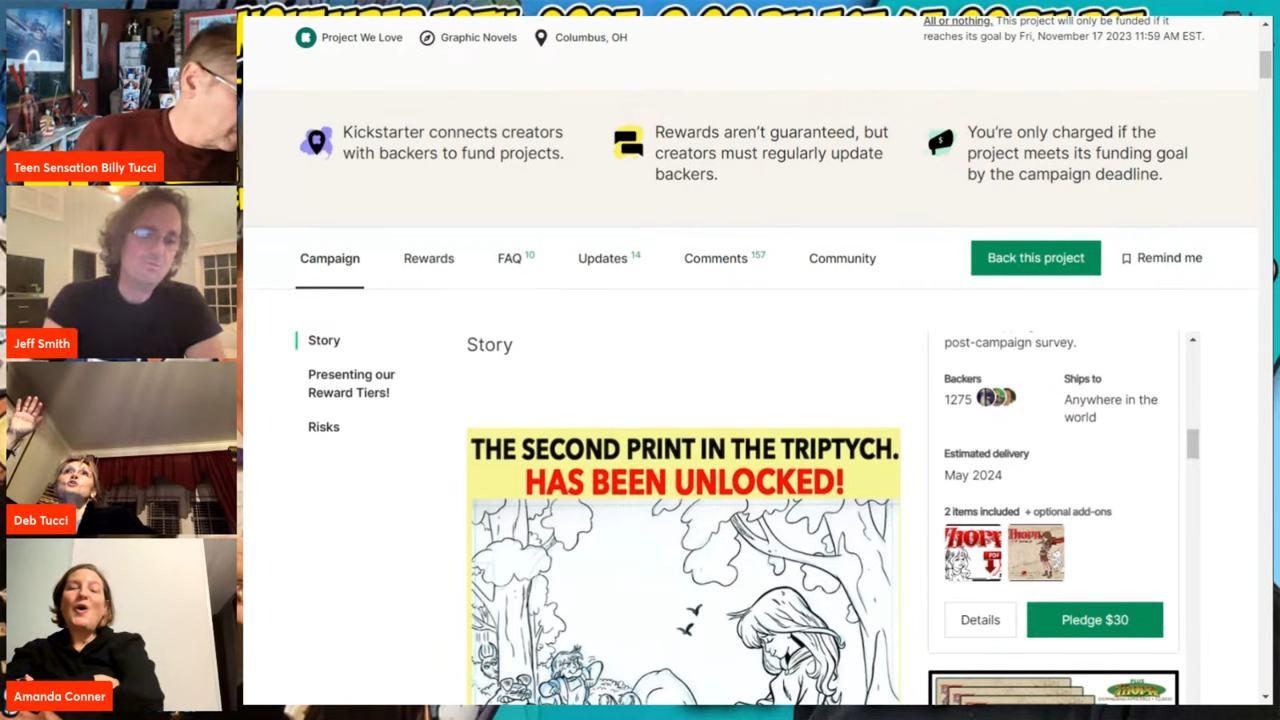 All or nothing. This project will only be funded if it
reaches its goal by Fri, November 17 2023 11:59 AM EST.
Project We Love
Graphic Novels
Columbus, OH
Kickstarter connects creators
with backers to fund projects.
Rewards aren't guaranteed, but
creators must regularly update
backers.
You're only charged if the
project meets its funding goal
by the campaign deadline.
Teen Sensation Billy Tucci
Campaign
Rewards
FAQ 10
Updates 14
Comments 157
Community
Back this project
Remind me
Jeff Smith
Story
Presenting our
Reward Tiers!
Risks
Story
THE SECOND PRINT IN THE TRIPTYCH.
HAS BEEN UNLOCKED!
post-campaign survey.
Backers
1275
Ships to
Anywhere in the
world
Estimated delivery
May 2024
2 items included + optional add-ons
THORN
PDF
THORN
Details
Pledge $30
PLUS
THORN
Deb Tucci
Amanda Conner